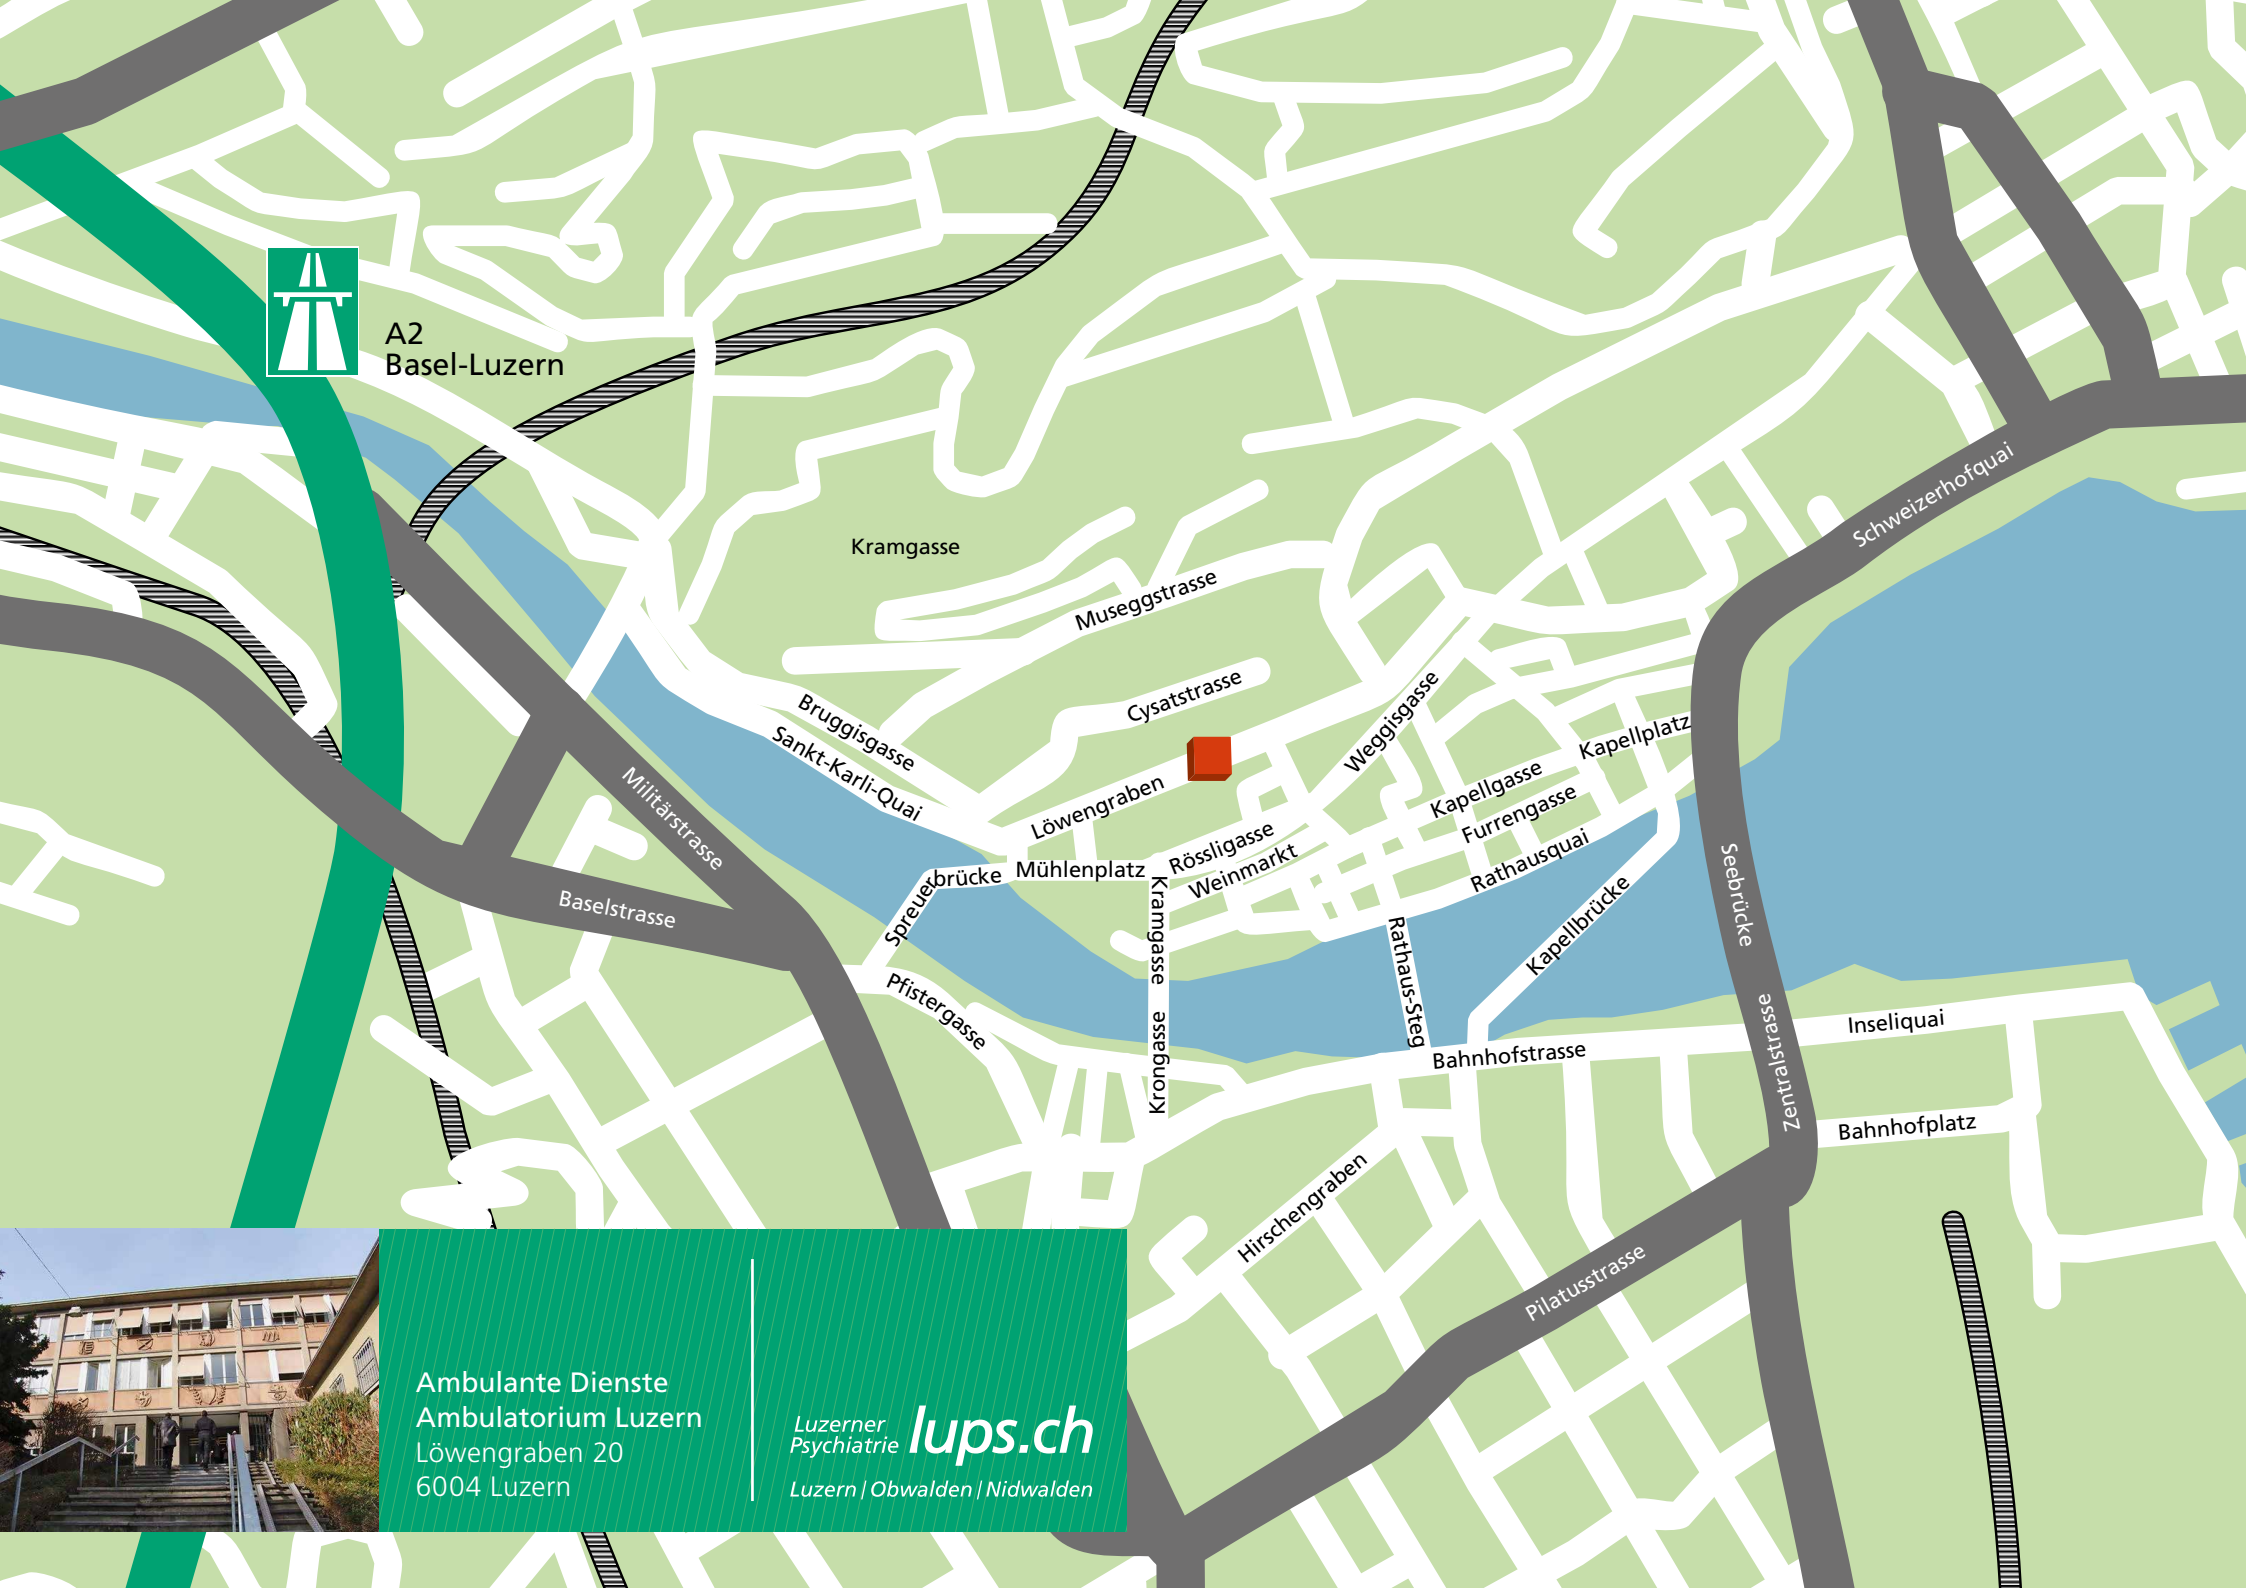 A2
Basel-Luzern
Schweizerhofquai
Kramgasse
Museggstrasse
Cysatstrasse
Weggisgasse
Bruggisgasse
Sankt-Karli-Quai
Kapellplatz
Löwengraben
Kapellgasse
Furrengasse
Militärstrasse
Rössligasse
Rathausquai
Weinmarkt
Mühlenplatz
Spreuerbrücke
Seebrücke
Baselstrasse
Kramgasse
Kapellbrücke
Rathaus-Steg
Pfistergasse
Krongasse
Inseliquai
Bahnhofstrasse
Zentralstrasse
Bahnhofplatz
Hirschengraben
Pilatusstrasse
Ambulante Dienste
Ambulatorium Luzern
Löwengraben 20
6004 Luzern
Luzerner
Psychiatrie lups.ch
Luzern | Obwalden | Nidwalden